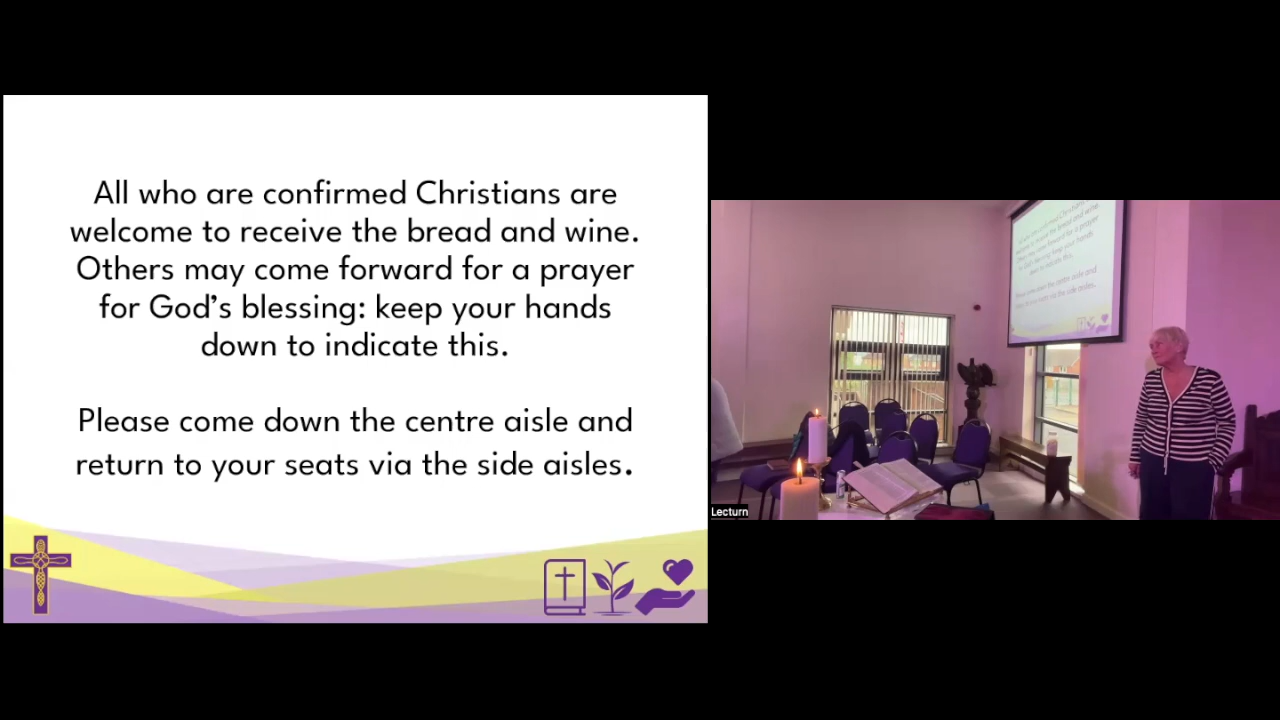 All who are confirmed Christians are
welcome to receive the bread and wine.
Others may come forward for a prayer
for God's blessing: keep your hands
down to indicate this.
Please come down the centre aisle and
return to your seats via the side aisles.
Lecturn